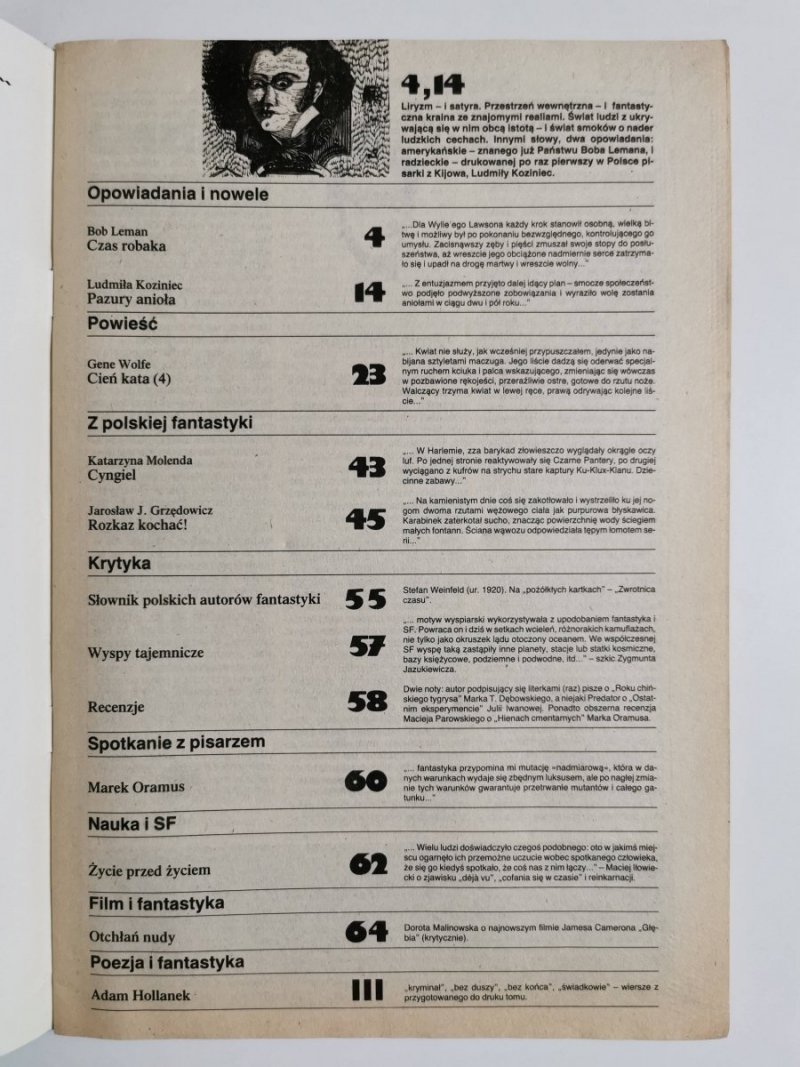 4,14
Liryzm – i satyra. Przestrzeń wewnętrzna – i fantasty-
czna kraina ze znajomymi realiami. Świat ludzi z ukry-
wającą się w nim obcą istotą – i świat smoków o nader
ludzkich cechach. Innymi słowy, dwa opowiadania:
amerykańskie – znanego już Państwu Boba Lemana, i
radzieckie – drukowanej po raz pierwszy w Polsce pi-
sarki z Kijowa, Ludmiły Koziniec.
Opowiadania i nowele
Bob Leman
Czas robaka
4
„...Dla Wylie'ego Lawsona każdy krok stanowił osobną, wielką bi-
twę i możliwy był po pokonaniu bezwzględnego, kontrolującego go
umysłu. Zacisnąwszy zęby i pięści zmuszał swoje stopy do posłu-
szeństwa, aż wreszcie jego obciążone nadmiernie serce zatrzyma-
ło się i upadł na drogę martwy i wreszcie wolny..."
Ludmiła Koziniec
Pazury anioła
14
„... Z entuzjazmem przyjęto dalej idący plan – smocze społeczeńst-
wo podjęło podwyższone zobowiązania i wyraziło wolę zostania
aniołami w ciągu dwu i pół roku..."
Powieść
Gene Wolfe
Cień kata (4)
23
„... Kwiat nie służy, jak wcześniej przypuszczałem, jedynie jako na-
bijana sztyletami maczuga. Jego liście dadzą się oderwać specjal-
nym ruchem kciuka i palca wskazującego, zmieniając się wówczas
w pozbawione rękojeści, przeraźliwie ostre, gotowe do rzutu noże.
Walczący trzyma kwiat w lewej ręce, prawą odrywając kolejne liś-
cie..."
Z polskiej fantastyki
Katarzyna Molenda
Cyngiel
43
„... W Harlemie, zza barykad złowieszczo wyglądały okrągłe oczy
luf. Po jednej stronie reaktywowały się Czarne Pantery, po drugiej
wyciągano z kufrów na strychu stare kaptury Ku-Klux-Klanu. Dzie-
cinne zabawy..."
Jarosław J. Grzędowicz
Rozkaz kochać!
45
„... Na kamienistym dnie coś się zakotłowało i wystrzeliło ku jej no-
gom dwoma rzutami wężowego ciała jak purpurowa błyskawica.
Karabinek zaterkotał sucho, znacząc powierzchnię wody ściegiem
małych fontann. Ściana wąwozu odpowiedziała tępym łomotem se-
rii..."
Krytyka
Słownik polskich autorów fantastyki
55
Stefan Weinfeld (ur. 1920). Na „pożółkłych kartkach" – „Zwrotnica
czasu".
Wyspy tajemnicze
57
„... motyw wyspiarski wykorzystywała z upodobaniem fantastyka i
SF. Powraca on i dziś w setkach wcieleń, różnorakich kamuflażach,
nie tylko jako okruszek lądu otoczony oceanem. We współczesnej
SF wyspę taką zastąpiły inne planety, stacje lub statki kosmiczne,
bazy księżycowe, podziemne i podwodne, itd..." – szkic Zygmunta
Jazukiewicza.
Recenzje
58
Dwie noty: autor podpisujący się literkami (raz) pisze o „Roku chiń-
skiego tygrysa" Marka T. Dębowskiego, a niejaki Predator o „Ostat-
nim eksperymencie" Julii Iwanowej. Ponadto obszerna recenzja
Macieja Parowskiego o „Hienach cmentarnych" Marka Oramusa.
Spotkanie z pisarzem
Marek Oramus
60
„... fantastyka przypomina mi mutację »nadmiarową«, która w da-
nych warunkach wydaje się zbędnym luksusem, ale po nagłej zmia-
nie tych warunków gwarantuje przetrwanie mutantów i całego ga-
tunku..."
Nauka i SF
Życie przed życiem
62
„... Wielu ludzi doświadczyło czegoś podobnego: oto w jakimś miej-
scu ogarnęło ich przemożne uczucie wobec spotkanego człowieka,
że się go kiedyś spotkało, że coś nas z nim łączy..." – Maciej Iłowie-
cki o zjawisku „déjà vu", „cofania się w czasie" i reinkarnacji.
Film i fantastyka
Otchłań nudy
64
Dorota Malinowska o najnowszym filmie Jamesa Camerona „Głę-
bia" (krytycznie).
Poezja i fantastyka
Adam Hollanek
III
„kryminał", „bez duszy", „bez końca", „świadkowie" – wiersze z
przygotowanego do druku tomu.